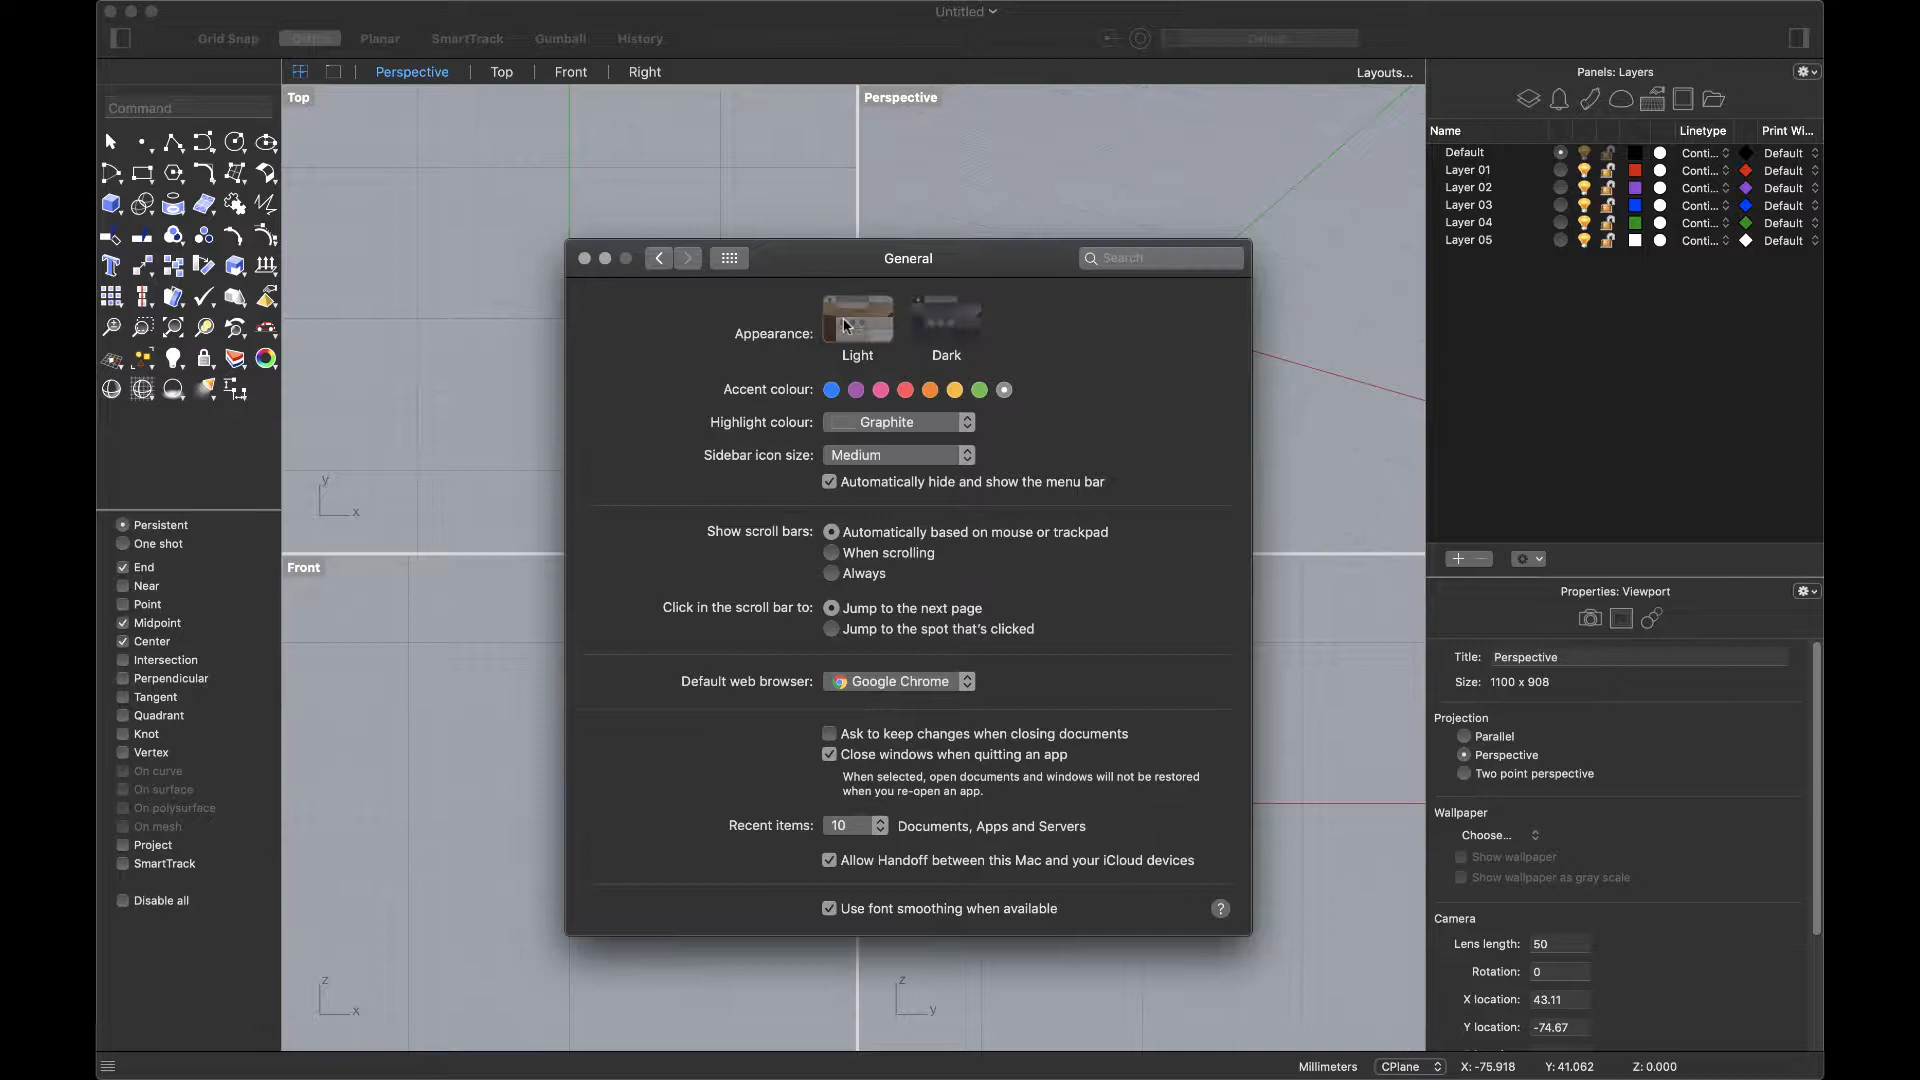 Untitled
Grid Snap
Planar
SmartTrack
Gumball
History
Default
Perspective
Top
Front
Right
Layouts...
Command
Top
Perspective
Front
y
x
z
x
z
y
Persistent
One shot
End
Near
Point
Midpoint
Center
Intersection
Perpendicular
Tangent
Quadrant
Knot
Vertex
On curve
On surface
On polysurface
On mesh
Project
SmartTrack
Disable all
General
Search
Appearance:
Light
Dark
Accent colour:
Highlight colour: Graphite
Sidebar icon size: Medium
Automatically hide and show the menu bar
Show scroll bars: Automatically based on mouse or trackpad
When scrolling
Always
Click in the scroll bar to: Jump to the next page
Jump to the spot that's clicked
Default web browser: Google Chrome
Ask to keep changes when closing documents
Close windows when quitting an app
When selected, open documents and windows will not be restored
when you re-open an app.
Recent items: 10 Documents, Apps and Servers
Allow Handoff between this Mac and your iCloud devices
Use font smoothing when available
?
Panels: Layers
Name Linetype Print Wi...
Default Conti... Default
Layer 01 Conti... Default
Layer 02 Conti... Default
Layer 03 Conti... Default
Layer 04 Conti... Default
Layer 05 Conti... Default
Properties: Viewport
Title: Perspective
Size: 1100 x 908
Projection
Parallel
Perspective
Two point perspective
Wallpaper
Choose...
Show wallpaper
Show wallpaper as gray scale
Camera
Lens length: 50
Rotation: 0
X location: 43.11
Y location: -74.67
Millimeters
CPlane
X: -75.918
Y: 41.062
Z: 0.000